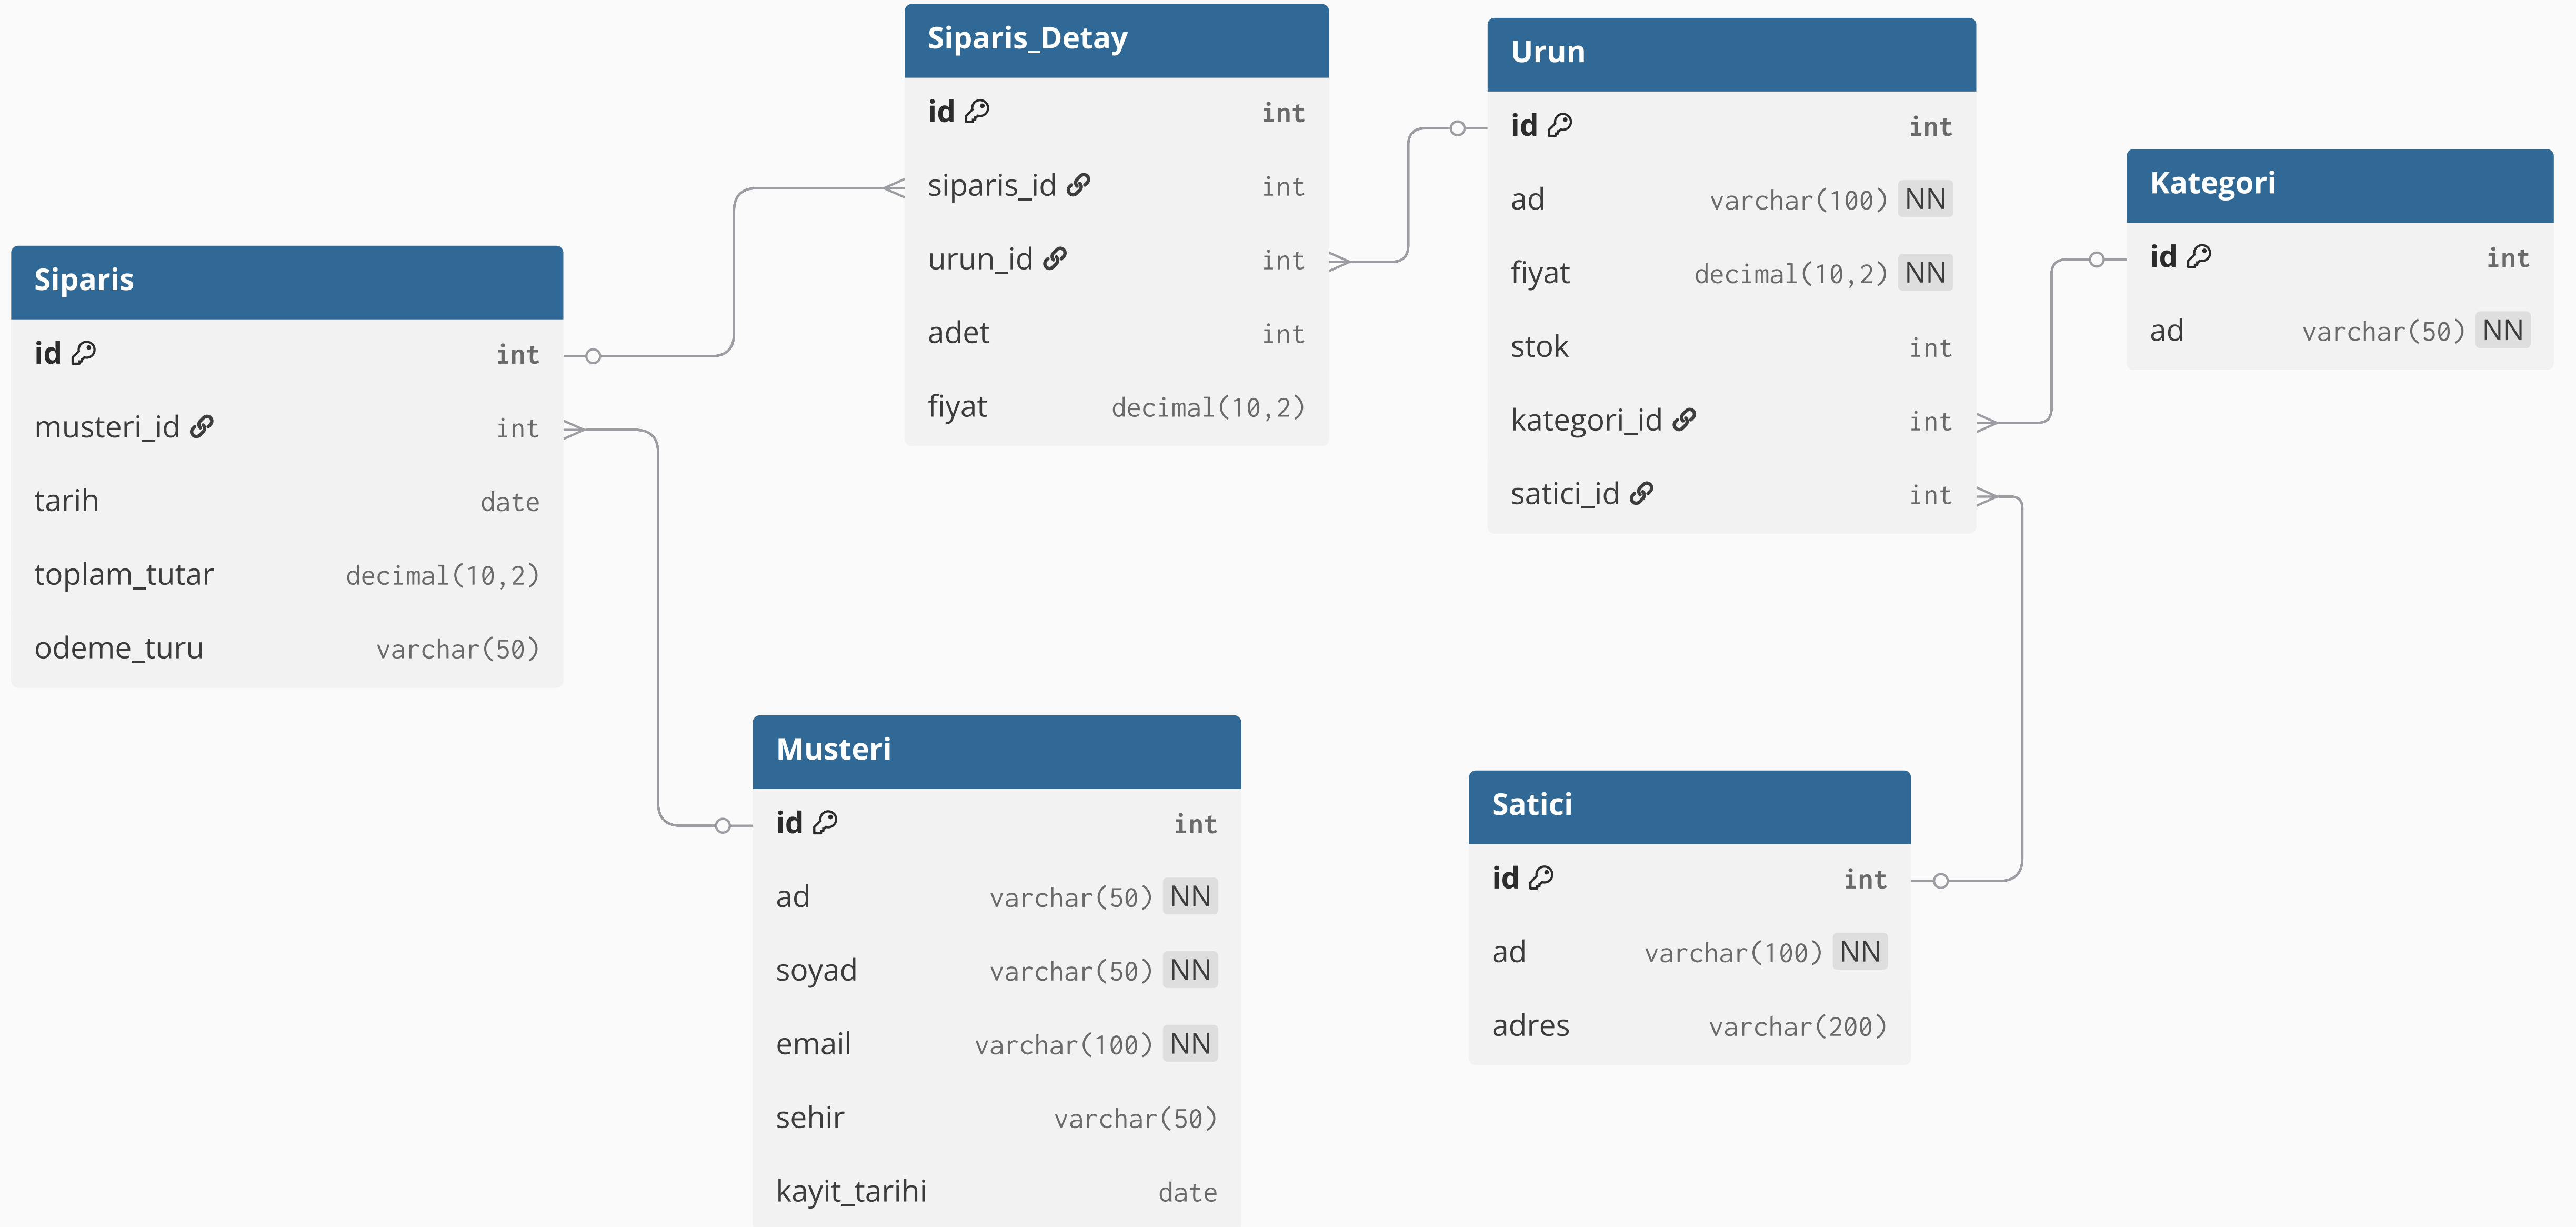 Siparis_Detay
id int
siparis_id int
urun_id int
adet int
fiyat decimal(10,2)
Urun
id int
ad varchar(100) NN
fiyat decimal(10,2) NN
stok int
kategori_id int
satici_id int
Kategori
id int
ad varchar(50) NN
Siparis
id int
musteri_id int
tarih date
toplam_tutar decimal(10,2)
odeme_turu varchar(50)
Musteri
id int
ad varchar(50) NN
soyad varchar(50) NN
email varchar(100) NN
sehir varchar(50)
kayit_tarihi date
Satici
id int
ad varchar(100) NN
adres varchar(200)